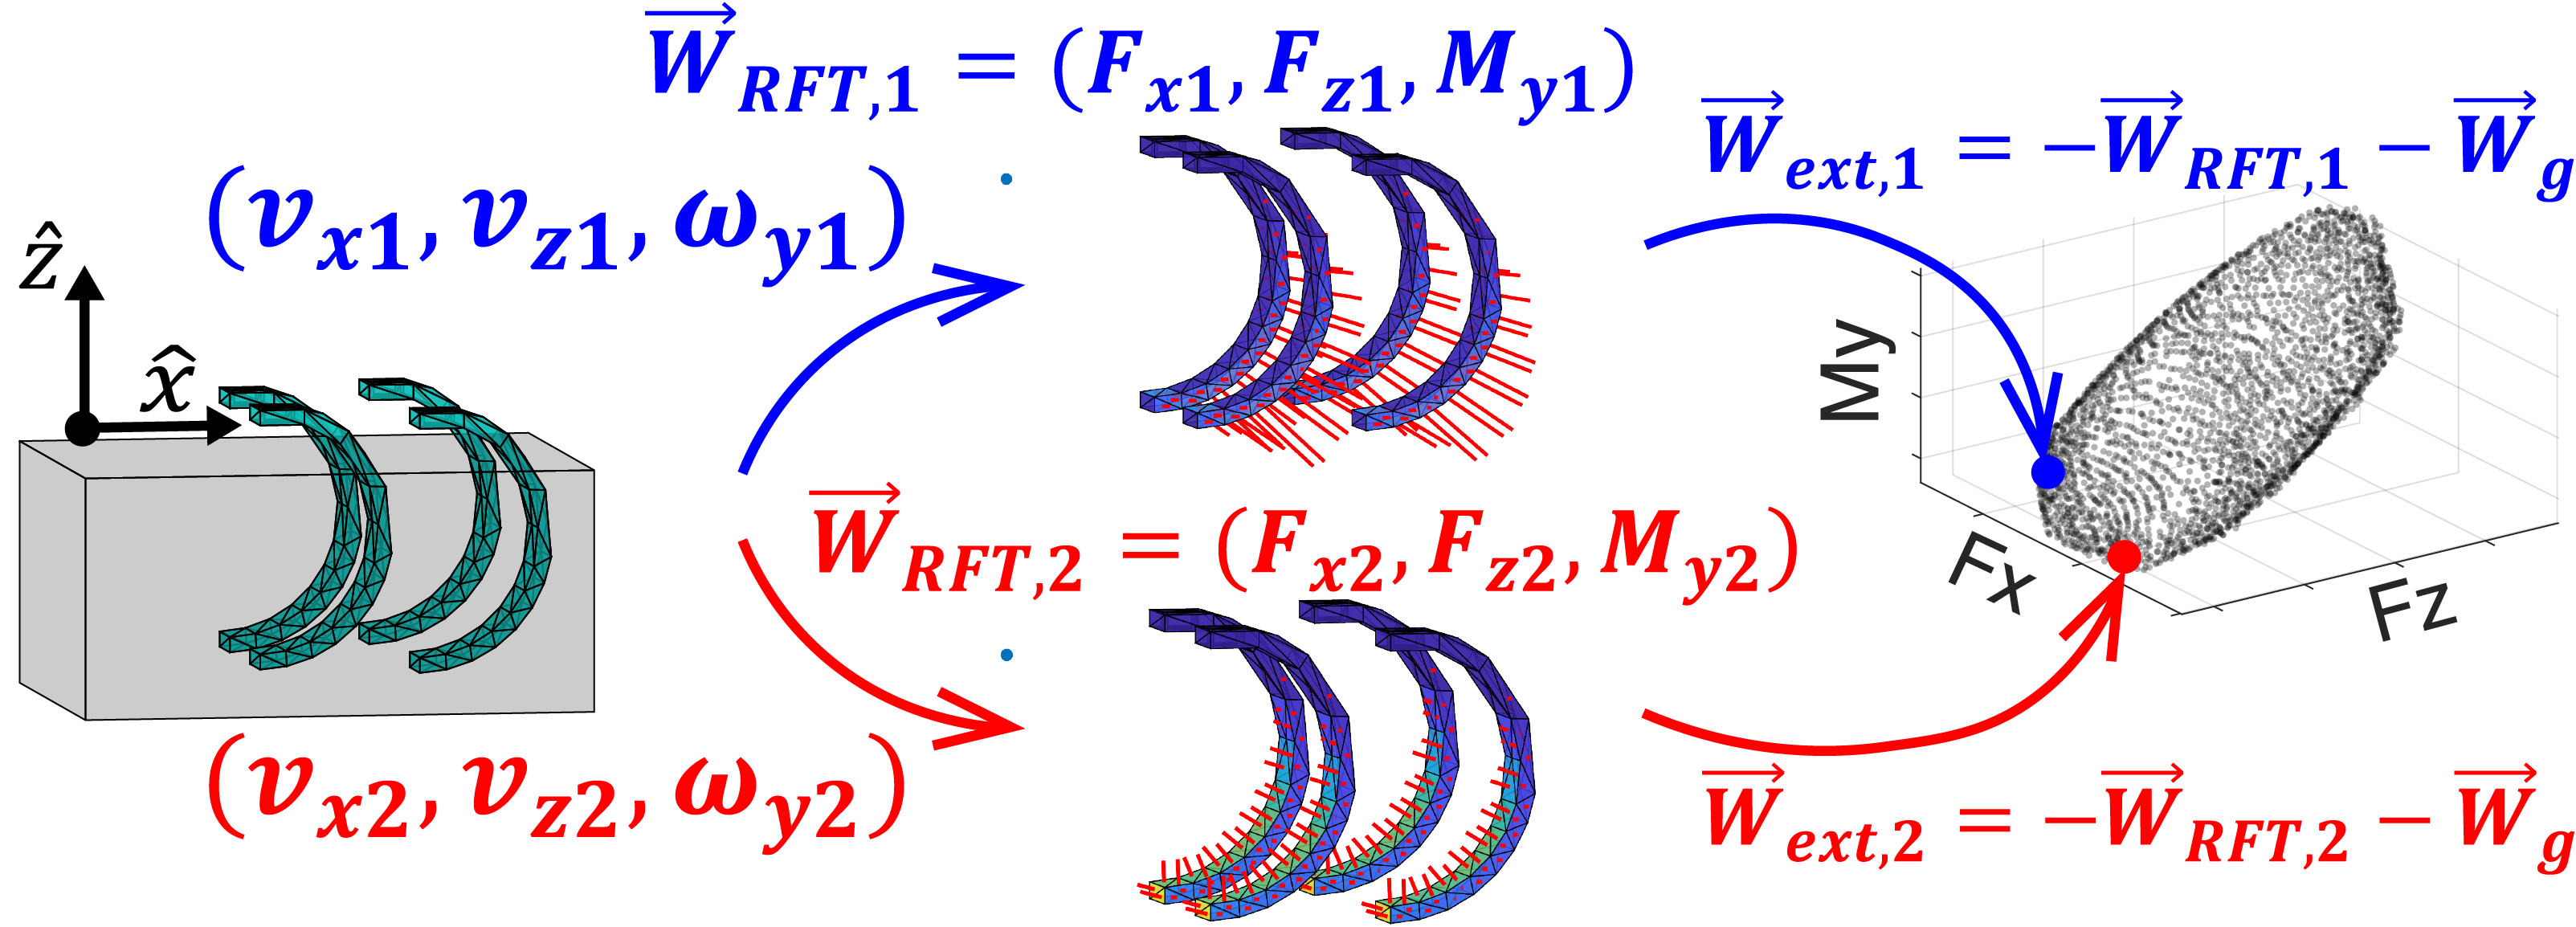 $\overrightarrow{W}_{RFT,1} = (F_{x1}, F_{z1}, M_{y1})$
$(v_{x1}, v_{z1}, \omega_{y1})$
$\overrightarrow{W}_{ext,1} = -\overrightarrow{W}_{RFT,1} - \overrightarrow{W}_g$
$\hat{z}$
$\hat{x}$
My
Fx
Fz
$\overrightarrow{W}_{RFT,2} = (F_{x2}, F_{z2}, M_{y2})$
$(v_{x2}, v_{z2}, \omega_{y2})$
$\overrightarrow{W}_{ext,2} = -\overrightarrow{W}_{RFT,2} - \overrightarrow{W}_g$